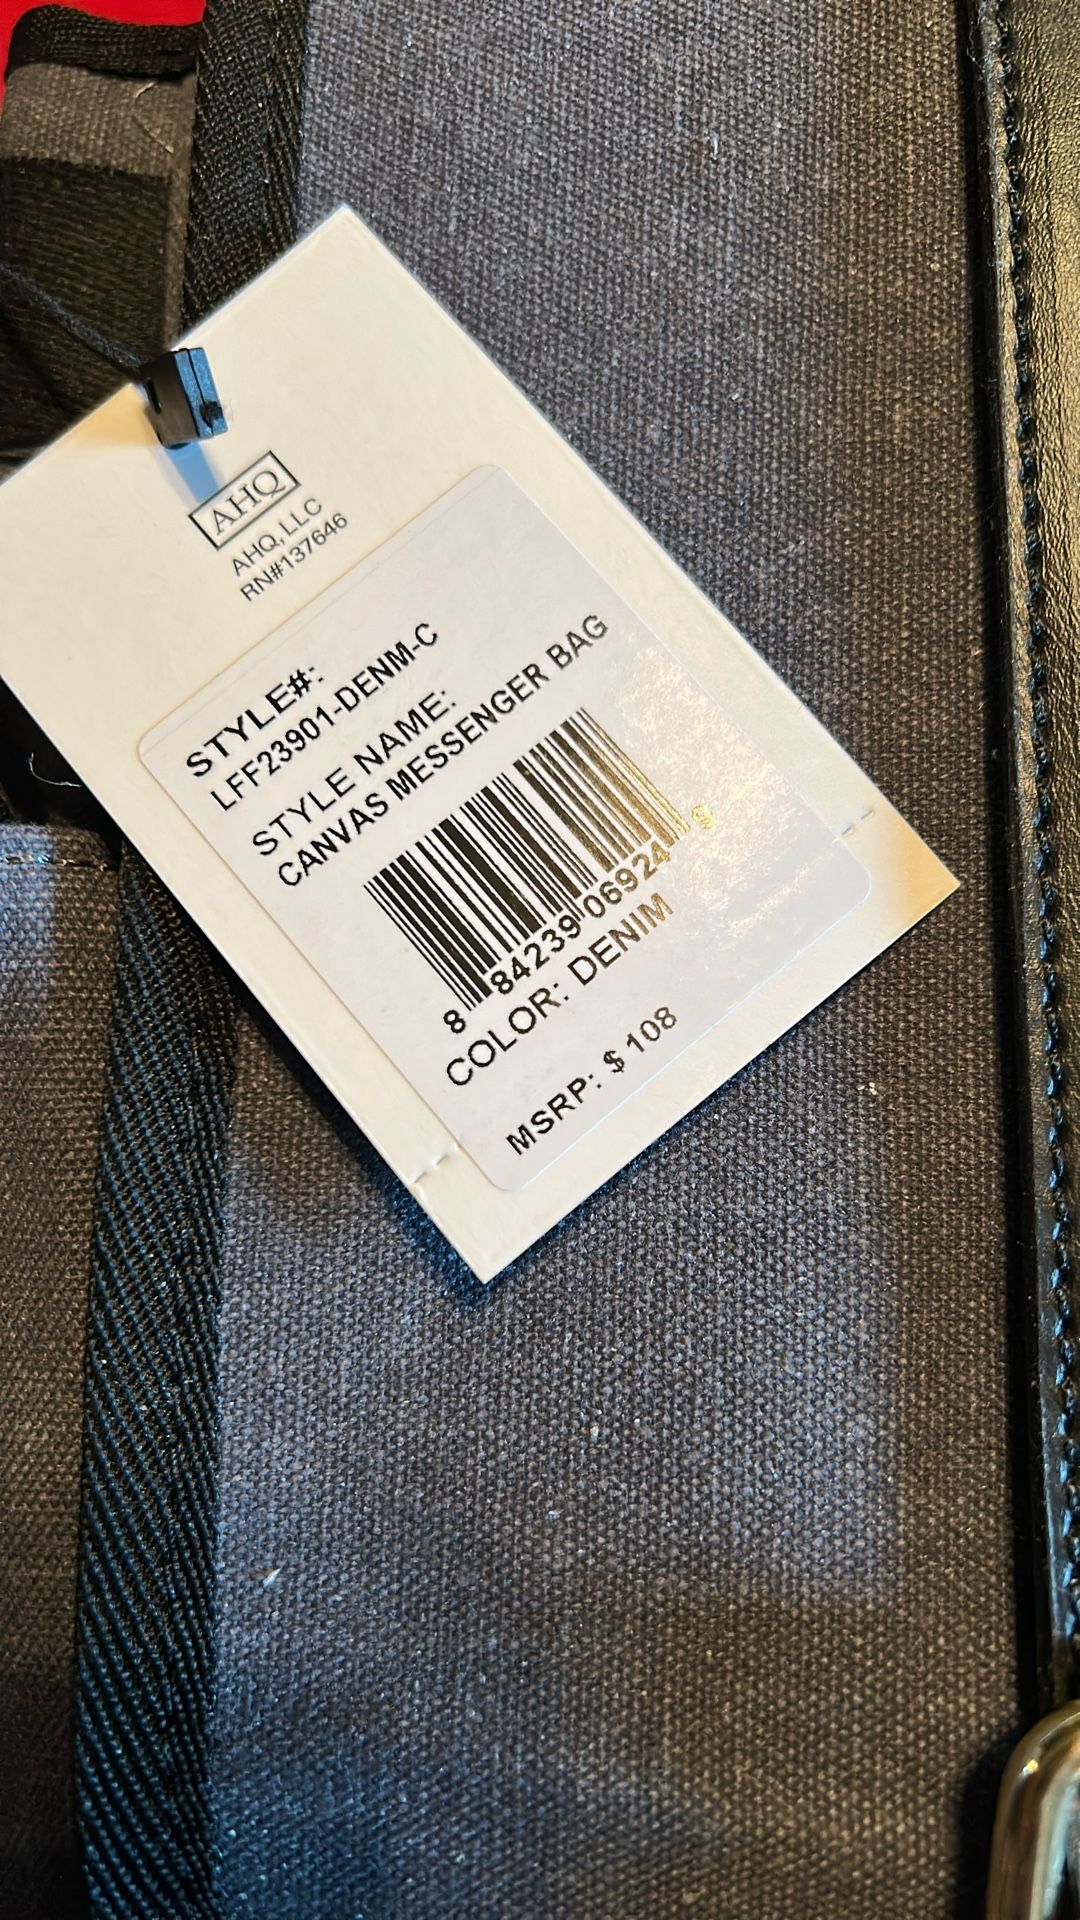 AHQ
AHQ, LLC
RN#137646
STYLE#:
LFF23901-DENM-C
STYLE NAME:
CANVAS MESSENGER BAG
8 84239 06924 9
COLOR: DENIM
MSRP: $ 108